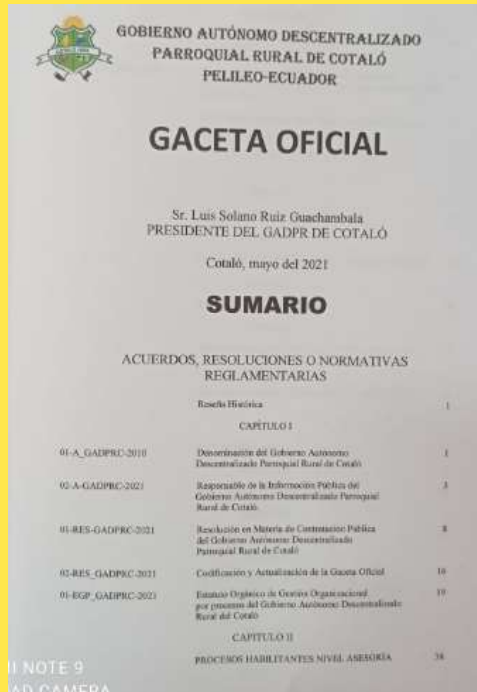 GOBIERNO AUTÓNOMO DESCENTRALIZADO
PARROQUIAL RURAL DE COTALÓ
PELILEO-ECUADOR
GACETA OFICIAL
Sr. Luis Solano Ruiz Guachambala
PRESIDENTE DEL GADPR DE COTALÓ
Cotaló, mayo del 2021
SUMARIO
ACUERDOS, RESOLUCIONES O NORMATIVAS
REGLAMENTARIAS
Reseña Histórica 1
CAPÍTULO I
01-A_GADPRC-2010 Denominación del Gobierno Autónomo 1
Descentralizado Parroquial Rural de Cotaló
02-A-GADPRC-2021 Responsable de la Información Pública del 3
Gobierno Autónomo Descentralizado Parroquial
Rural de Cotaló.
01-RES-GADPRC-2021 Resolución en Materia de Contratación Pública 8
del Gobierno Autónomo Descentralizado
Parroquial Rural de Cotaló
02-RES_GADPRC-2021 Codificación y Actualización de la Gaceta Oficial 16
01-EGP_GADPRC-2021 Estatuto Orgánico de Gestión Organizacional 19
por procesos del Gobierno Autónomo Descentralizado
Rural del Cotaló
CAPITULO II
PROCESOS HABILITANTES NIVEL ASESORÍA
NOTE 9
CAMERA